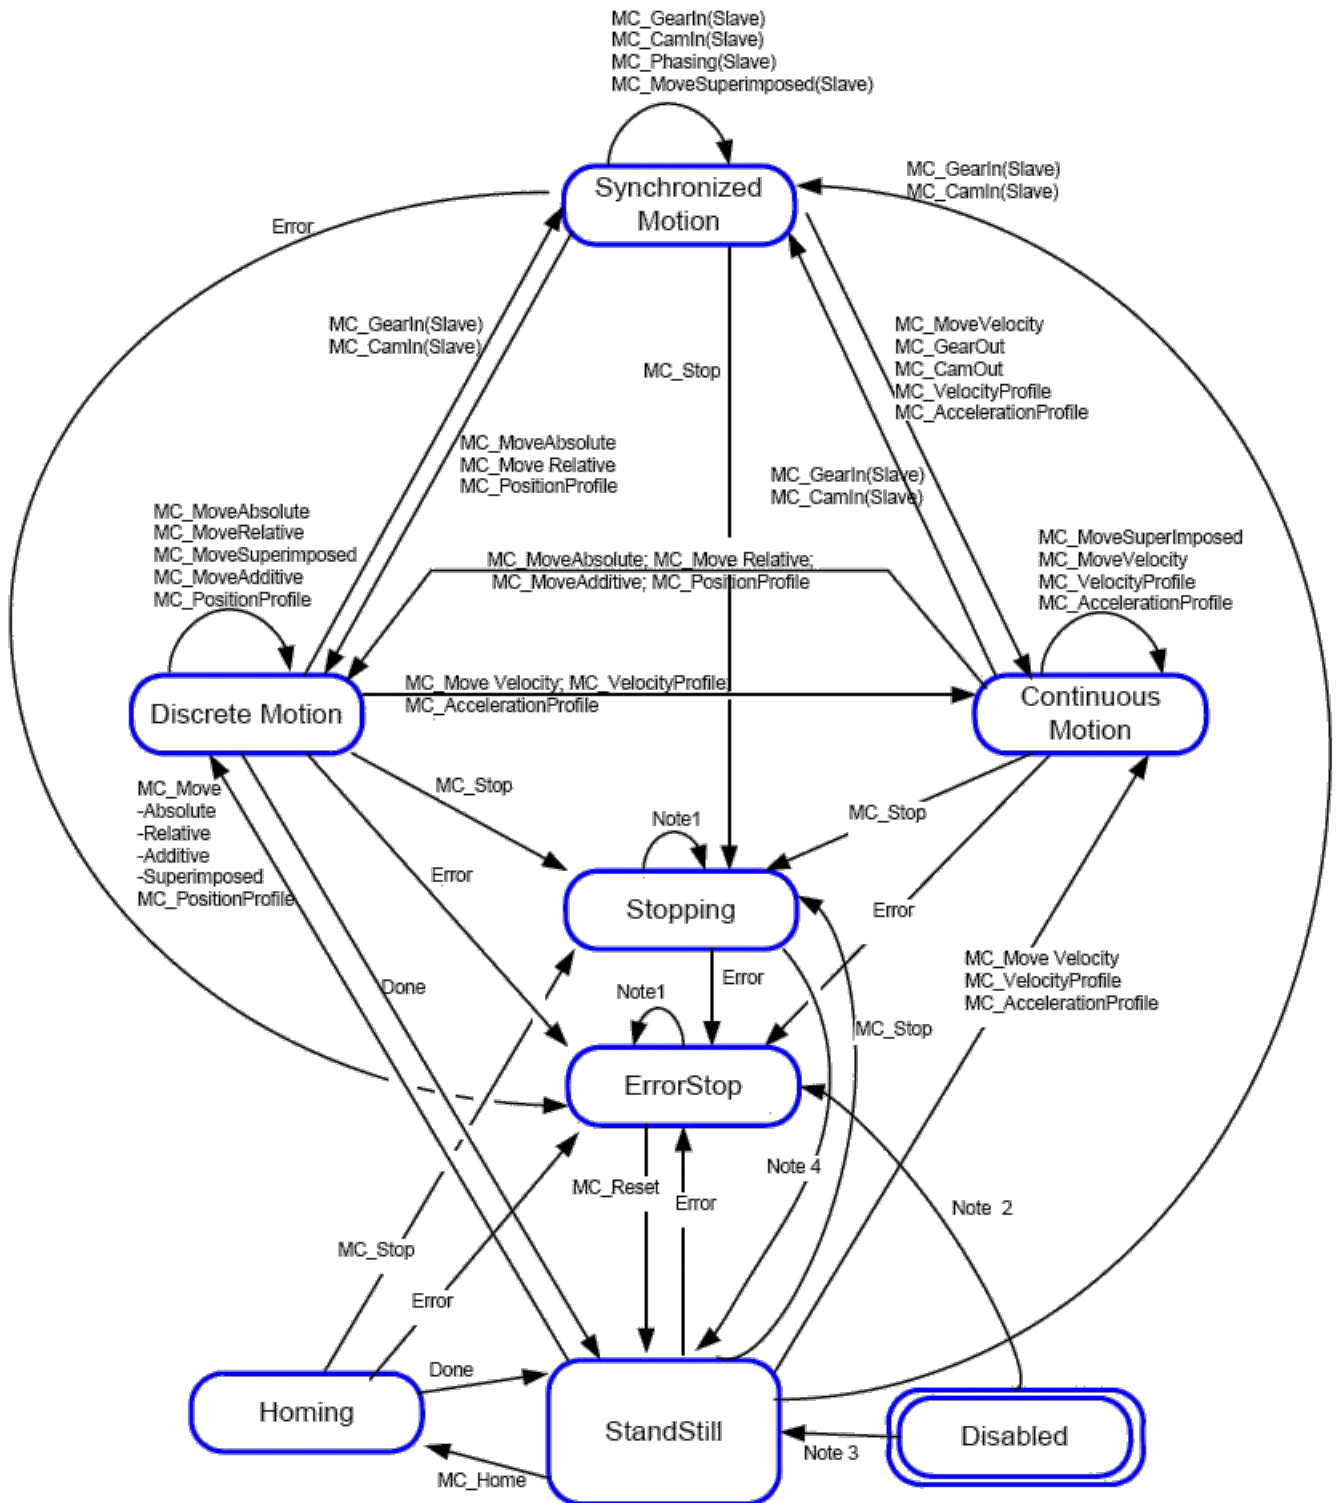 MC_GearIn(Slave)
MC_CamIn(Slave)
MC_Phasing(Slave)
MC_MoveSuperimposed(Slave)
MC_GearIn(Slave)
MC_CamIn(Slave)
Synchronized
Motion
Error
MC_GearIn(Slave)
MC_CamIn(Slave)
MC_Stop
MC_MoveVelocity
MC_GearOut
MC_CamOut
MC_VelocityProfile
MC_AccelerationProfile
MC_MoveAbsolute
MC_Move Relative
MC_PositionProfile
MC_GearIn(Slave)
MC_CamIn(Slave)
MC_MoveAbsolute
MC_MoveRelative
MC_MoveSuperimposed
MC_MoveAdditive
MC_PositionProfile
MC_MoveAbsolute; MC_Move Relative;
MC_MoveAdditive; MC_PositionProfile
MC_MoveSuperImposed
MC_MoveVelocity
MC_VelocityProfile
MC_AccelerationProfile
Discrete Motion
MC_Move Velocity; MC_VelocityProfile;
MC_AccelerationProfile
Continuous
Motion
MC_Move
-Absolute
-Relative
-Additive
-Superimposed
MC_PositionProfile
MC_Stop
Note1
MC_Stop
Error
Stopping
Error
MC_Move Velocity
MC_VelocityProfile
MC_AccelerationProfile
Done
Error
Note1
MC_Stop
ErrorStop
Note 4
MC_Reset
Error
Note 2
MC_Stop
Error
Done
Homing
StandStill
Disabled
Note 3
MC_Home